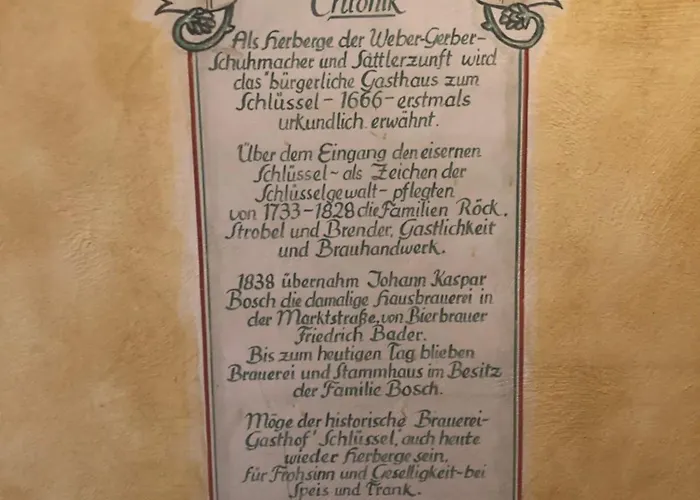 Chronik
Als Herberge der Weber-Gerber-
Schuhmacher und Sattlerzunft wird
das "bürgerliche Gasthaus zum
Schlüssel - 1666 - erstmals
urkundlich erwähnt.
Über dem Eingang den eisernen
Schlüssel - als Zeichen der
Schlüsselgewalt - pflegten
von 1733-1828 die Familien Röck,
Strobel und Brender, Gastlichkeit
und Brauhandwerk.
1838 übernahm Johann Kaspar
Bosch die damalige Hausbrauerei in
der Marktstraße, von Bierbrauer
Friedrich Bader.
Bis zum heutigen Tag blieben
Brauerei und Stammhaus im Besitz
der Familie Bosch.
Möge der historische Brauerei-
Gasthof 'Schlüssel,' auch heute
wieder Herberge sein,
für Frohsinn und Geselligkeit - bei
Speis und Trank.